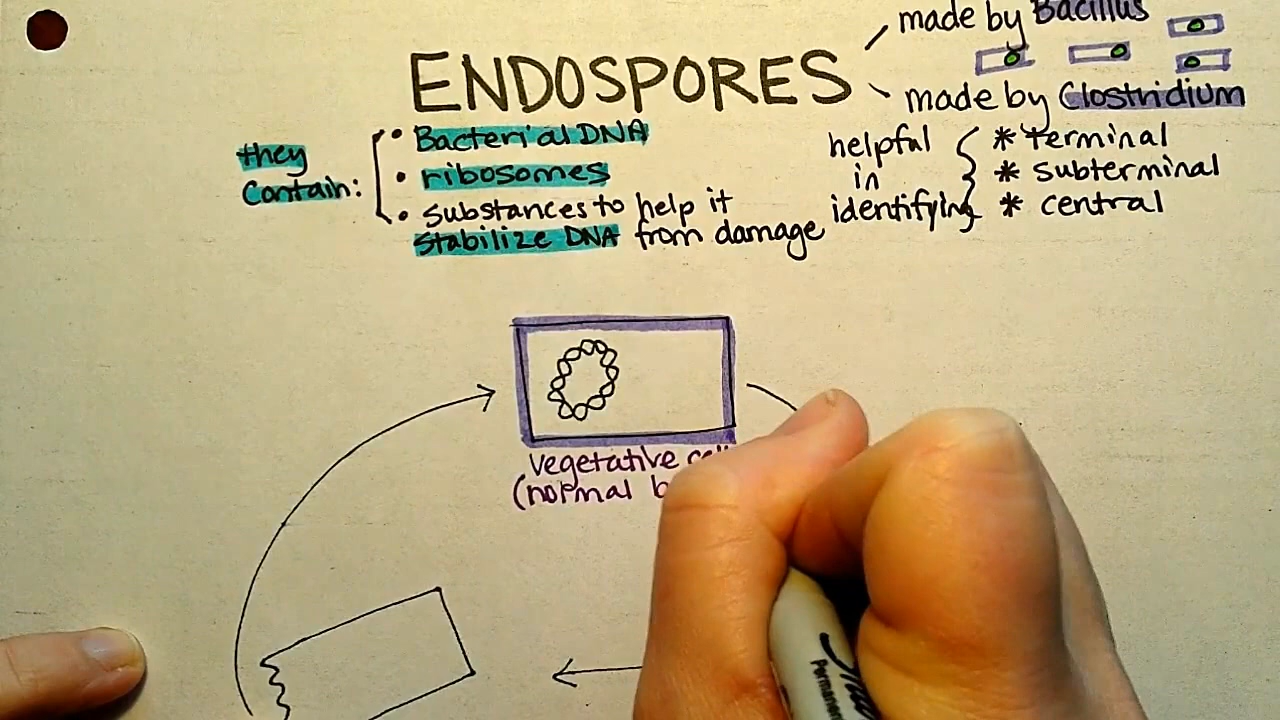 made by Bacillus
ENDOSPORES
made by Clostridium
they
contain:
• Bacterial DNA
• ribosomes
• substances to help it
stabilize DNA from damage
helpful
in
identifying
* terminal
* subterminal
* central
vegetative
(normal
Permanent